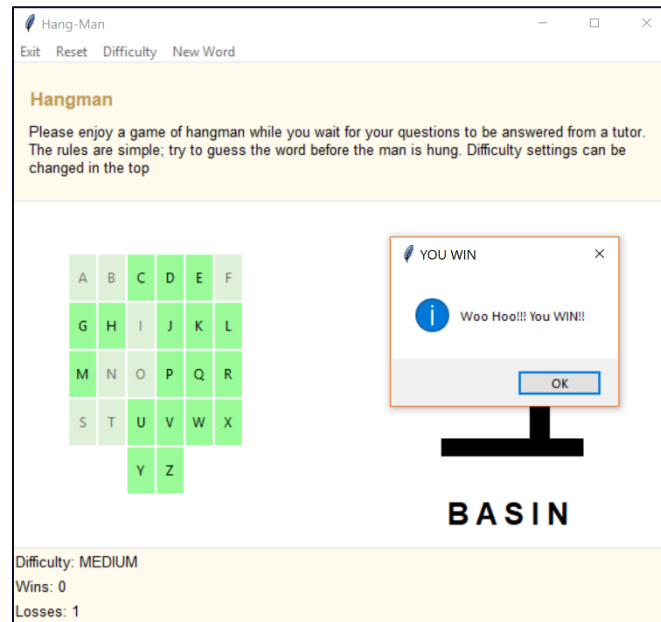 Hang-Man
Exit Reset Difficulty New Word
Hangman
Please enjoy a game of hangman while you wait for your questions to be answered from a tutor.
The rules are simple; try to guess the word before the man is hung. Difficulty settings can be
changed in the top
A B C D E F
G H I J K L
M N O P Q R
S T U V W X
Y Z
YOU WIN
Woo Hoo!!! You WIN!!
OK
BASIN
Difficulty: MEDIUM
Wins: 0
Losses: 1